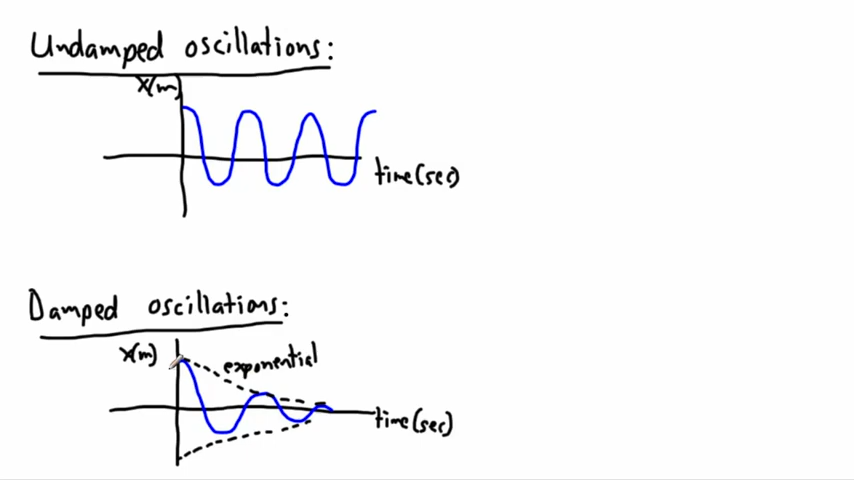 Undamped oscillations:
x(m)
time(sec)
Damped oscillations:
x(m)
exponential
time(sec)